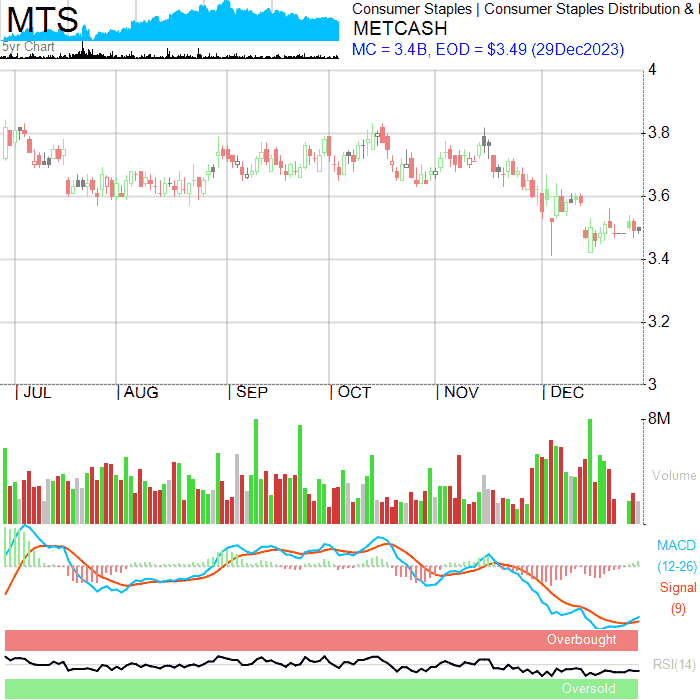 MTS
5yr Chart
Consumer Staples | Consumer Staples Distribution &
METCASH
MC = 3.4B, EOD = $3.49 (29Dec2023)
4
3.8
3.6
3.4
3.2
3
| JUL | AUG | SEP | OCT | NOV | DEC
8M
Volume
MACD
(12-26)
Signal
(9)
Overbought
RSI(14)
Oversold